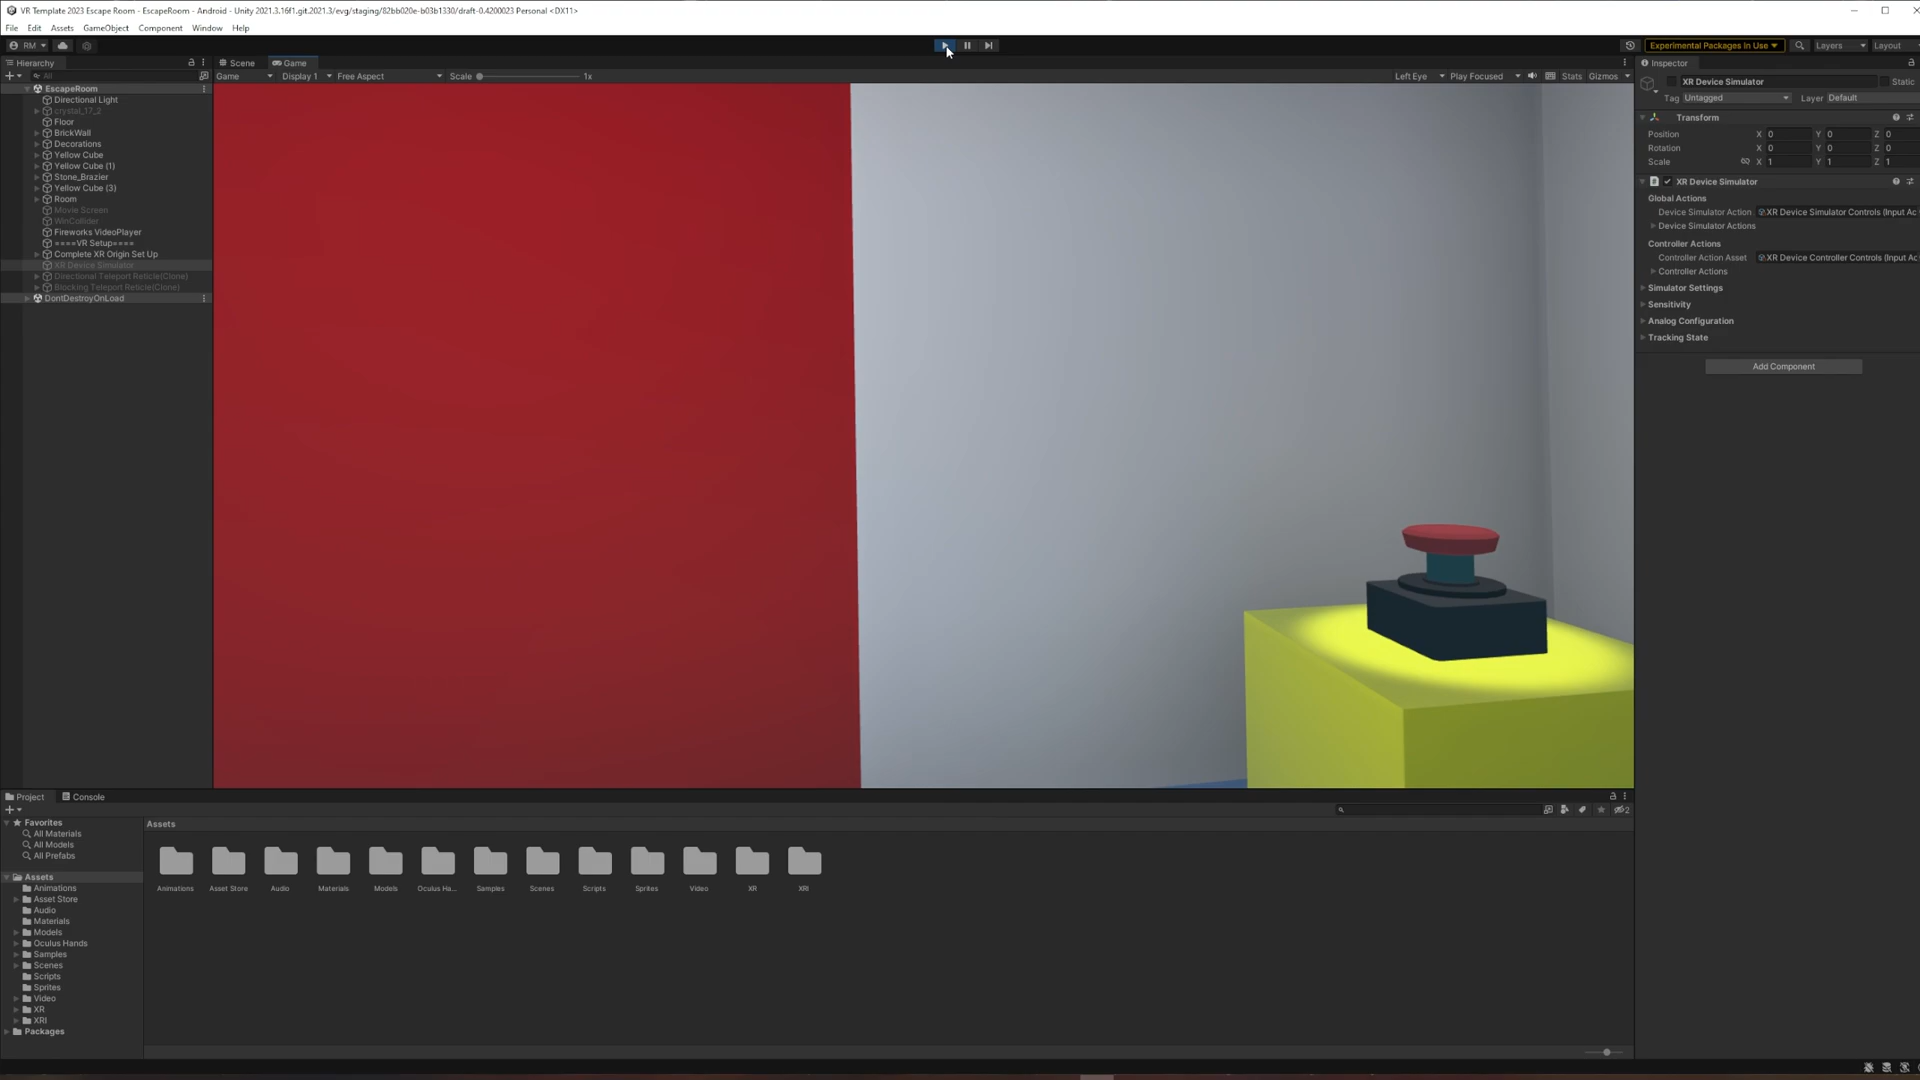 VR Template 2023 Escape Room - EscapeRoom - Android - Unity 2021.3.16f1.git.2021.3/evg/staging/82bb020e-b03b1330/draft-0.4200023 Personal <DX11>
File Edit Assets GameObject Component Window Help
RM Experimental Packages In Use Layers Layout
Hierarchy Scene Game Inspector
All Game Display 1 Free Aspect Scale 1x Left Eye Play Focused Stats Gizmos
EscapeRoom
Directional Light
crystal_17_2
Floor
BrickWall
Decorations
Yellow Cube
Yellow Cube (1)
Stone_Brazier
Yellow Cube (3)
Room
Movie Screen
WinCollider
Fireworks VideoPlayer
====VR Setup====
Complete XR Origin Set Up
XR Device Simulator
Directional Teleport Reticle(Clone)
Blocking Teleport Reticle(Clone)
DontDestroyOnLoad
XR Device Simulator Static
Tag Untagged Layer Default
Transform
Position X 0 Y 0 Z 0
Rotation X 0 Y 0 Z 0
Scale X 1 Y 1 Z 1
XR Device Simulator
Global Actions
Device Simulator Action XR Device Simulator Controls (Input Ac
Device Simulator Actions
Controller Actions
Controller Action Asset XR Device Controller Controls (Input Ac
Controller Actions
Simulator Settings
Sensitivity
Analog Configuration
Tracking State
Add Component
Project Console
2
Favorites
All Materials
All Models
All Prefabs
Assets
Animations
Asset Store
Audio
Materials
Models
Oculus Hands
Samples
Scenes
Scripts
Sprites
Video
XR
XRI
Packages
Assets
Animations Asset Store Audio Materials Models Oculus Ha... Samples Scenes Scripts Sprites Video XR XRI